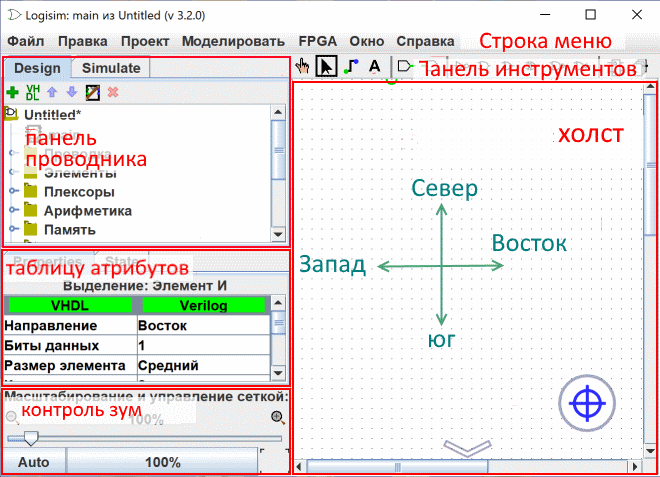 Logisim: main из Untitled (v 3.2.0)
Файл Правка Проект Моделировать FPGA Окно Справка
Строка меню
Design Simulate
A
Панель инструментов
VH
DL
Untitled*
панель
проводника
Элементы
Плексоры
Арифметика
Память
холст
Север
Запад
Восток
юг
Properties State
таблицу атрибутов
Выделение: Элемент И
VHDL Verilog
Направление Восток
Биты данных 1
Размер элемента Средний
Масштабирование и управление сеткой:
контроль зум
100%
Auto 100%